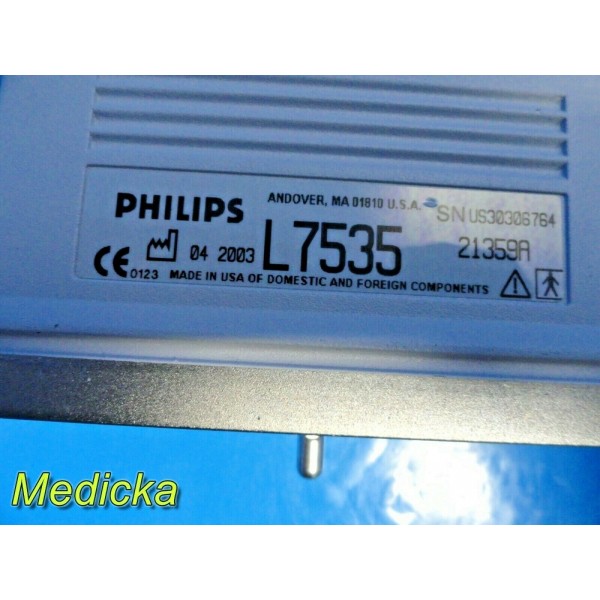 PHILIPS
ANDOVER, MA 01810 U.S.A.
SN US30306764
04 2003 L7535 21359A
CE 0123 MADE IN USA OF DOMESTIC AND FOREIGN COMPONENTS
Medicka